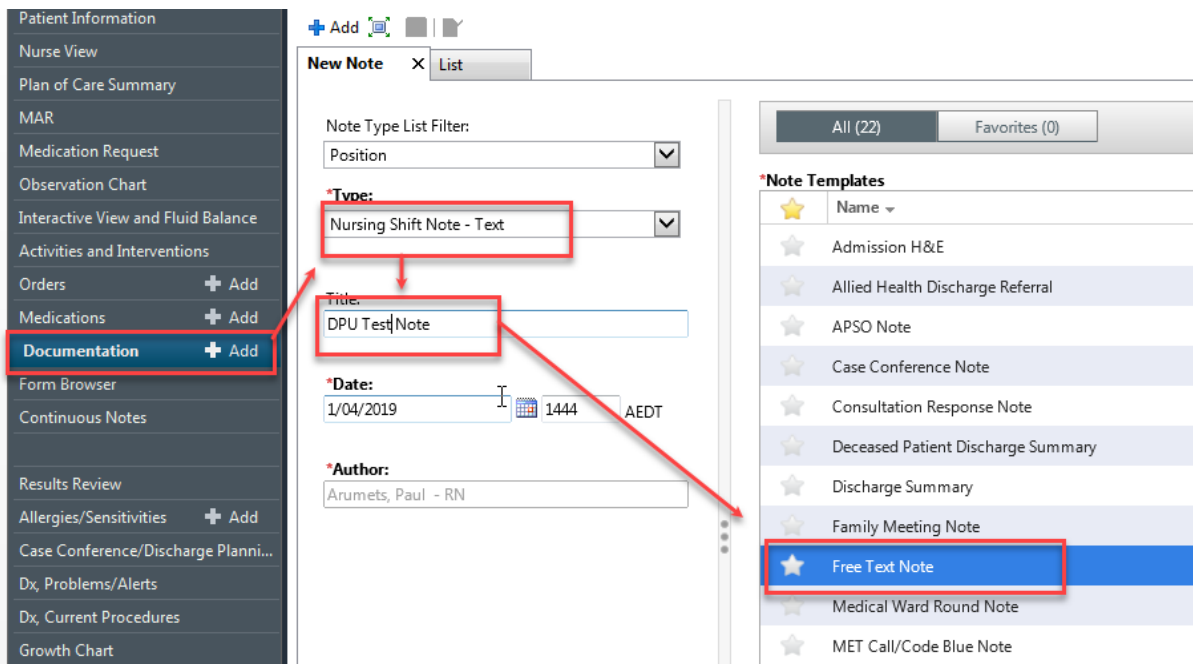 Patient Information
Nurse View
Plan of Care Summary
MAR
Medication Request
Observation Chart
Interactive View and Fluid Balance
Activities and Interventions
Orders Add
Medications Add
Documentation Add
Form Browser
Continuous Notes
Results Review
Allergies/Sensitivities Add
Case Conference/Discharge Planni...
Dx, Problems/Alerts
Dx, Current Procedures
Growth Chart
Add
New Note X List
Note Type List Filter:
Position
*Type:
Nursing Shift Note - Text
Title:
DPU Test Note
*Date:
1/04/2019 1444 AEDT
*Author:
Arumets, Paul - RN
All (22) Favorites (0)
*Note Templates
Name
Admission H&E
Allied Health Discharge Referral
APSO Note
Case Conference Note
Consultation Response Note
Deceased Patient Discharge Summary
Discharge Summary
Family Meeting Note
Free Text Note
Medical Ward Round Note
MET Call/Code Blue Note